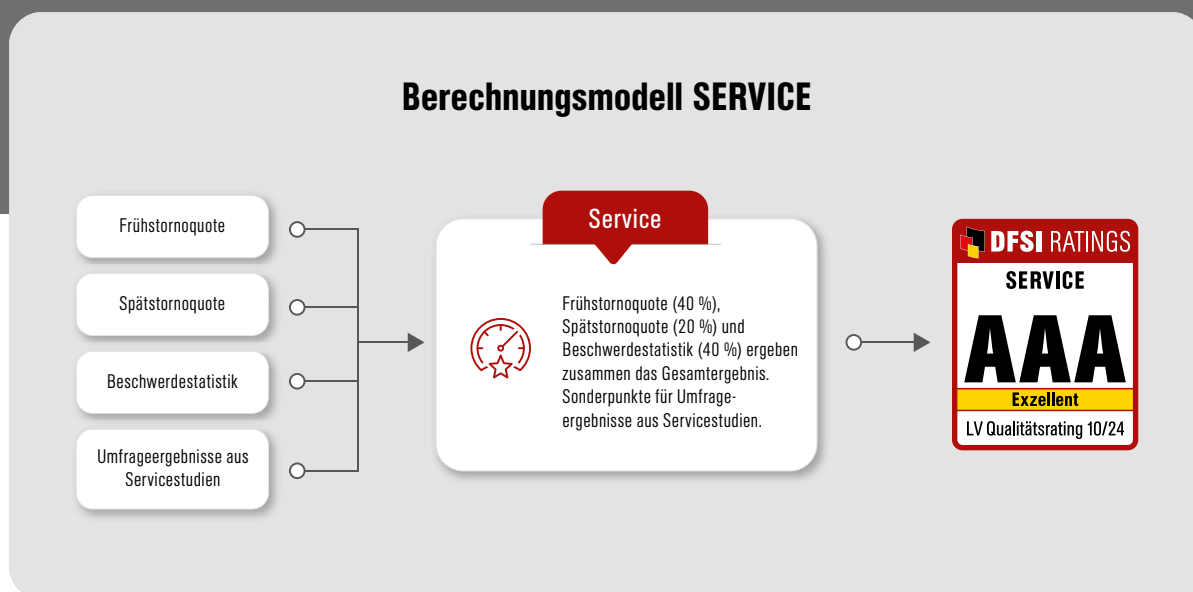 Berechnungsmodell SERVICE
Frühstornoquote
Spätstornoquote
Beschwerdestatistik
Umfrageergebnisse aus
Servicestudien
Service
Frühstornoquote (40 %),
Spätstornoquote (20 %) und
Beschwerdestatistik (40 %) ergeben
zusammen das Gesamtergebnis.
Sonderpunkte für Umfrage-
ergebnisse aus Servicestudien.
DFSI RATINGS
SERVICE
AAA
Exzellent
LV Qualitätsrating 10/24